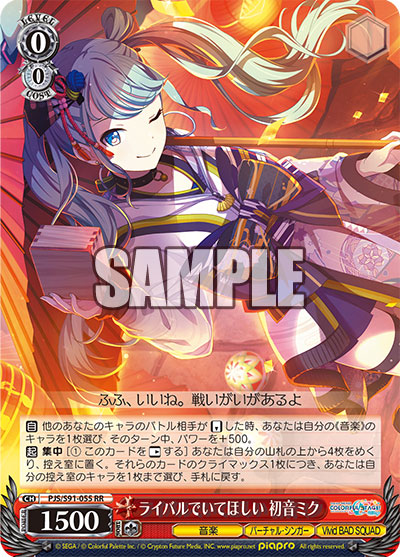 LEVEL
0
0
COST
SAMPLE
ふふ、いいね。戦いがいがあるよ
自 他のあなたのキャラのバトル相手が した時、あなたは自分の《音楽》の
キャラを1枚選び、そのターン中、パワーを+500。
起 集中 [① このカードを する] あなたは自分の山札の上から4枚をめく
り、控え室に置く。それらのカードのクライマックス1枚につき、あなたは自分
の控え室のキャラを1枚まで選び、手札に戻す。
CH PJS/S91-055 RR
POWER
1500
SOUL
ライバルでいてほしい 初音ミク
音楽 バーチャル・シンガー Vivid BAD SQUAD
COLORFUL STAGE!
© SEGA / © Colorful Palette Inc. / © Crypton Future Media, INC. www.piapro.net piapro All rights reserved.